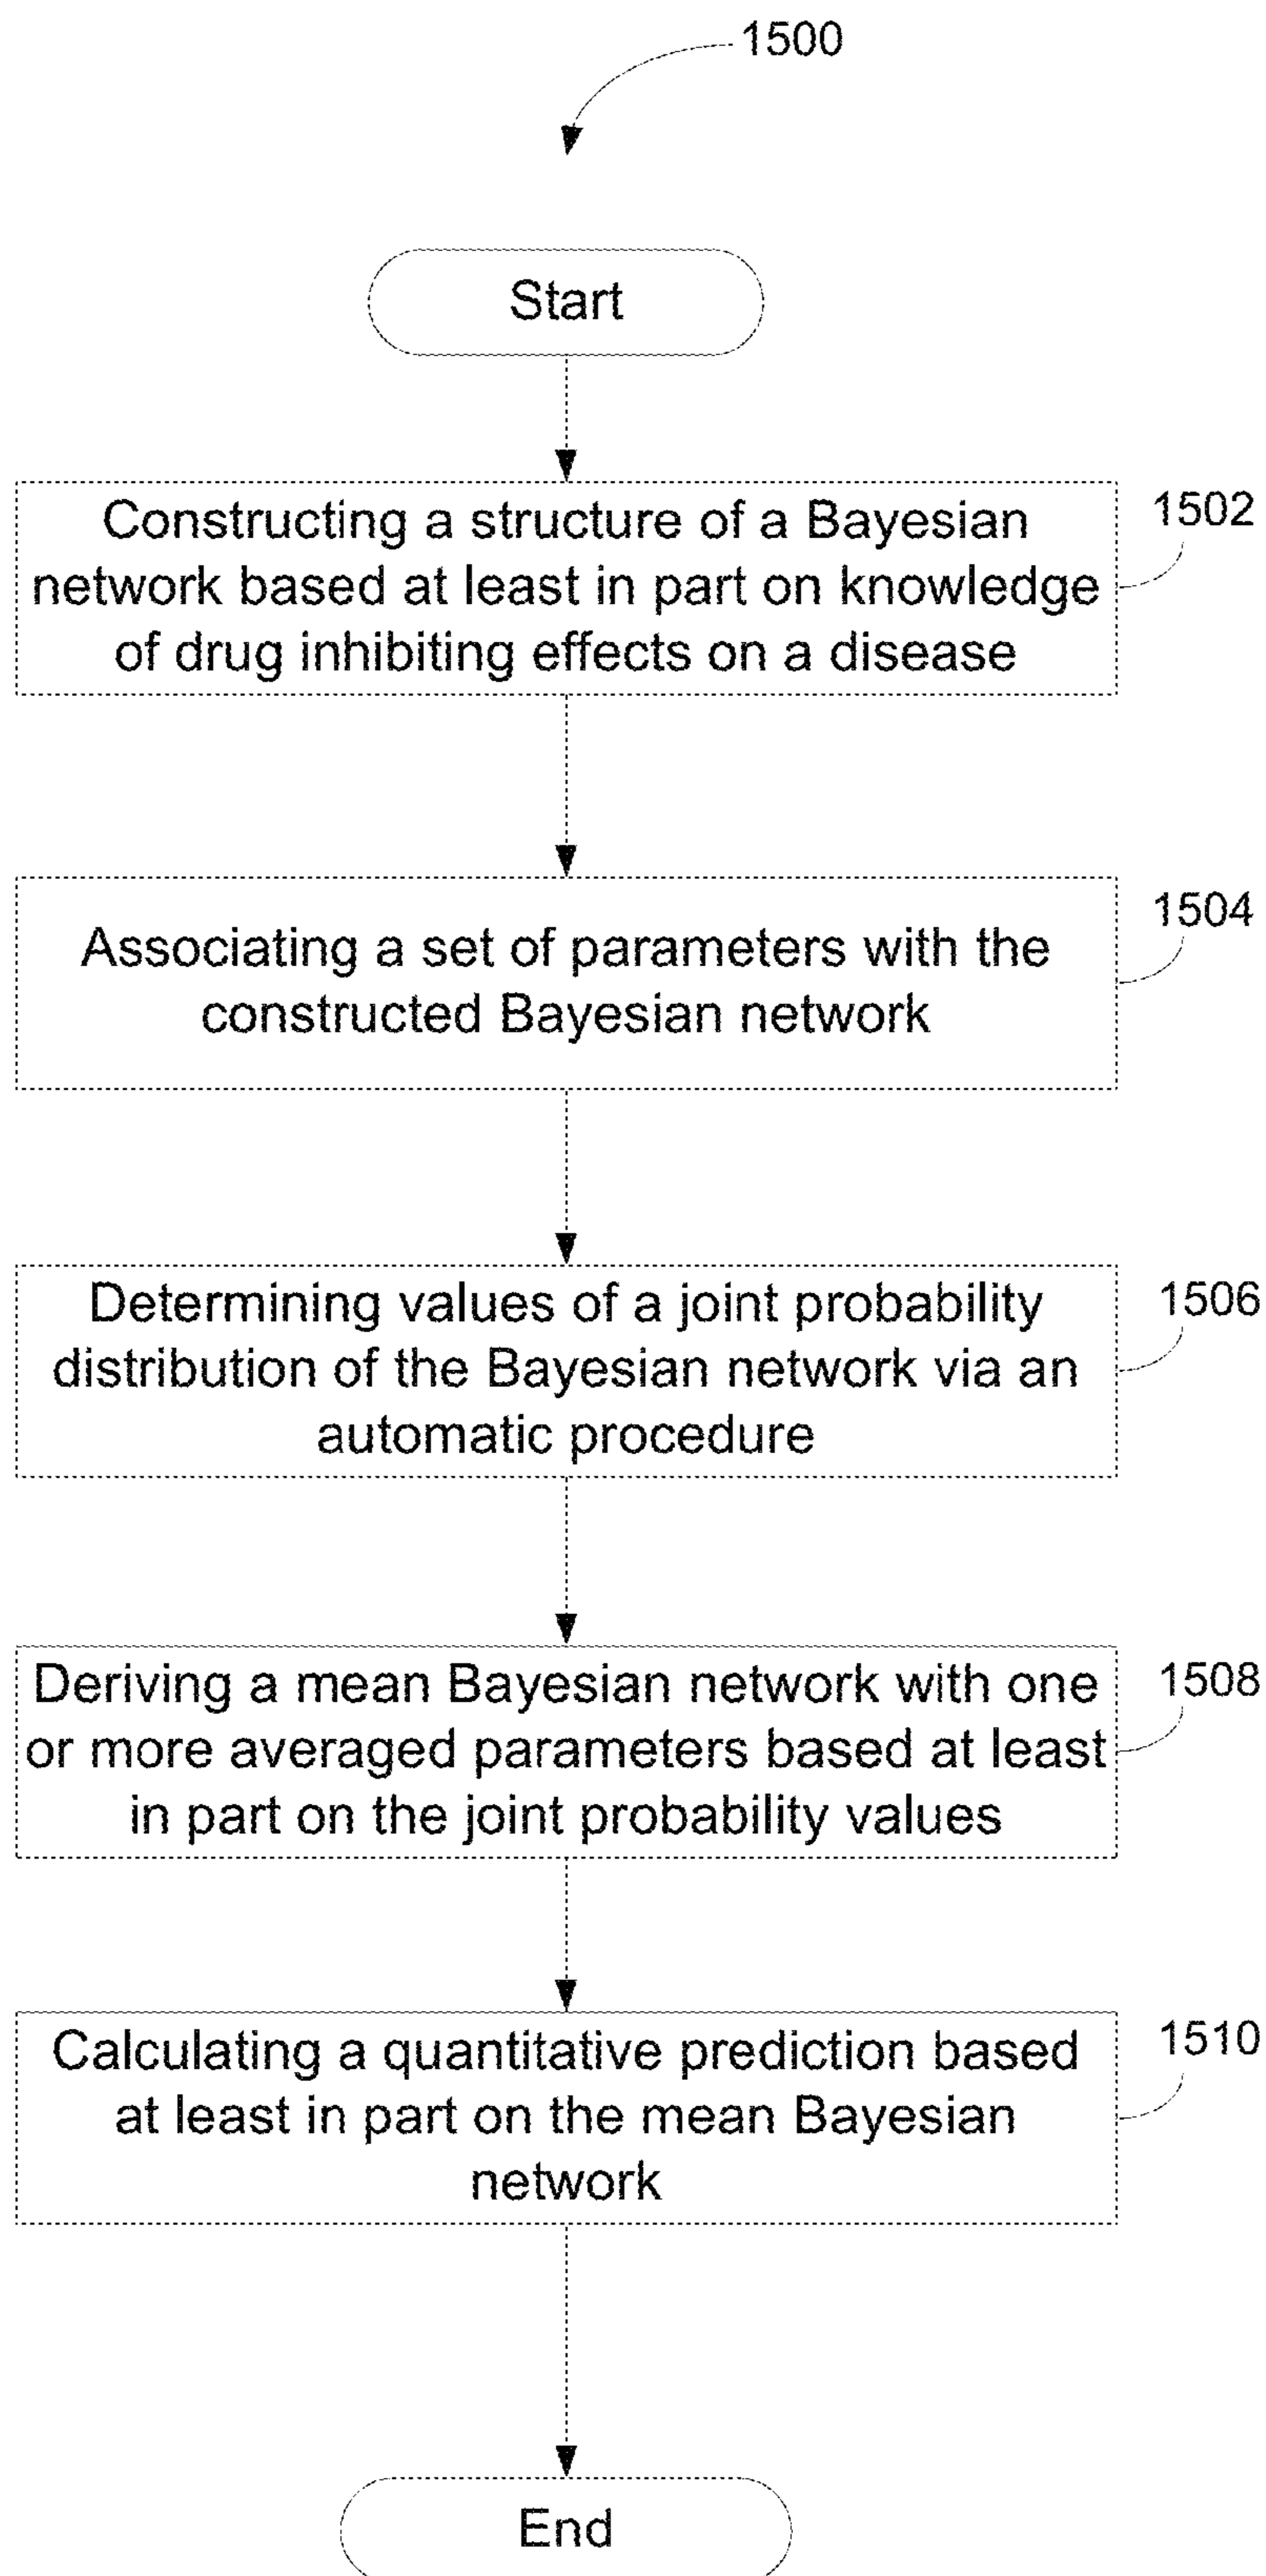 1500
Start
Constructing a structure of a Bayesian
network based at least in part on knowledge
of drug inhibiting effects on a disease
1502
Associating a set of parameters with the
constructed Bayesian network
1504
Determining values of a joint probability
distribution of the Bayesian network via an
automatic procedure
1506
Deriving a mean Bayesian network with one
or more averaged parameters based at least
in part on the joint probability values
1508
Calculating a quantitative prediction based
at least in part on the mean Bayesian
network
1510
End